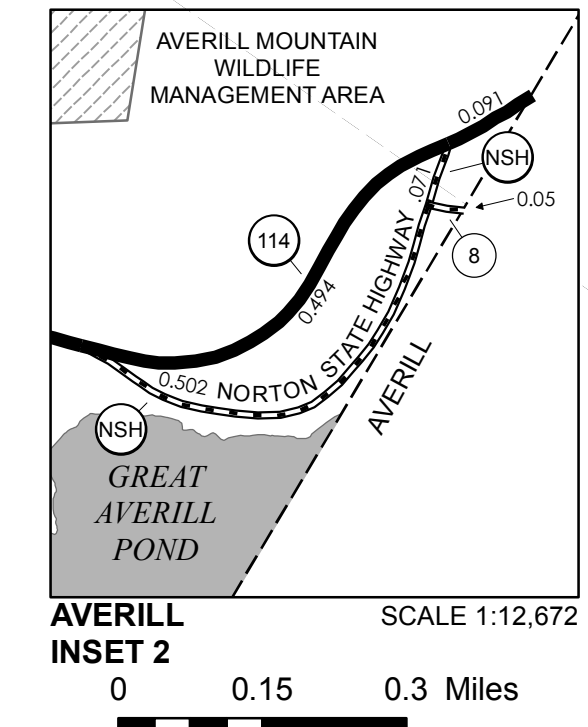 AVERILL MOUNTAIN
WILDLIFE
MANAGEMENT AREA
0.091
NSH
.071
0.05
114
8
0.494
NORTON STATE HIGHWAY
AVERILL
0.502
NSH
GREAT
AVERILL
POND
AVERILL SCALE 1:12,672
INSET 2
0 0.15 0.3 Miles